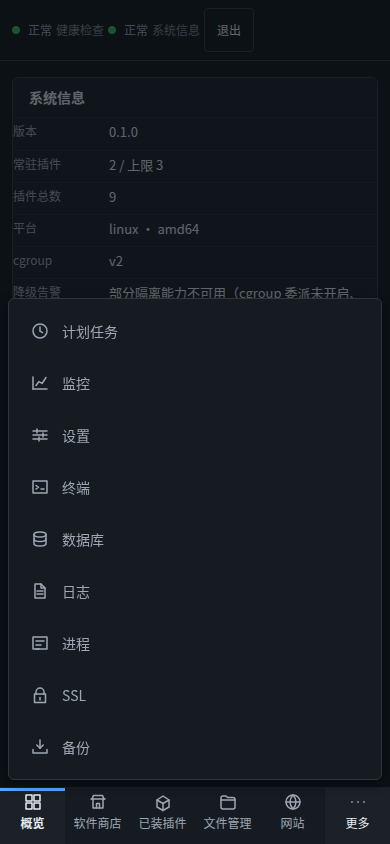 正常 健康检查 正常 系统信息 退出
系统信息
版本 0.1.0
常驻插件 2 / 上限 3
插件总数 9
平台 linux · amd64
cgroup v2
降级告警 部分隔离能力不可用（cgroup 委派未开启、
计划任务
监控
设置
终端
数据库
日志
进程
SSL
备份
概览 软件商店 已装插件 文件管理 网站 更多